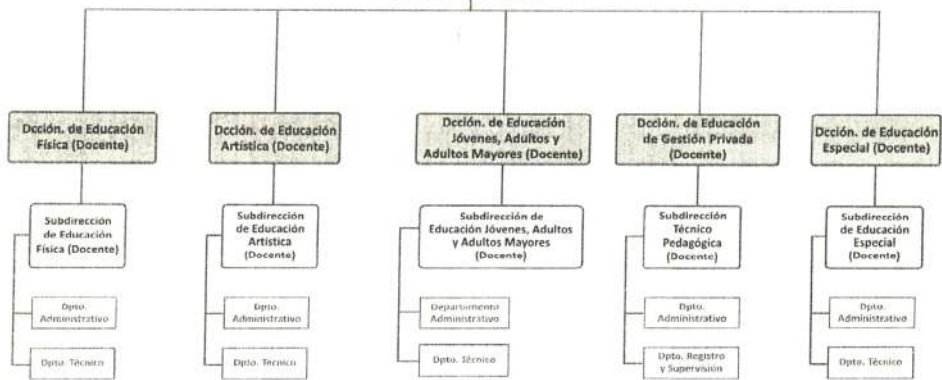 Dcción. de Educación
Física (Docente)
Dcción. de Educación
Artística (Docente)
Dcción. de Educación
Jóvenes, Adultos y
Adultos Mayores (Docente)
Dcción. de Educación
de Gestión Privada
(Docente)
Dcción. de Educación
Especial (Docente)
Subdirección
de Educación
Física (Docente)
Subdirección
de Educación
Artística
(Docente)
Subdirección de
Educación Jóvenes, Adultos
y Adultos Mayores
(Docente)
Subdirección
Técnico
Pedagógica
(Docente)
Subdirección
de Educación
Especial
(Docente)
Dpto.
Administrativo
Dpto.
Administrativo
Departamento
Administrativo
Dpto.
Administrativo
Dpto.
Administrativo
Dpto. Técnico
Dpto. Técnico
Dpto. Técnico
Dpto. Registro
y Supervisión
Dpto. Técnico